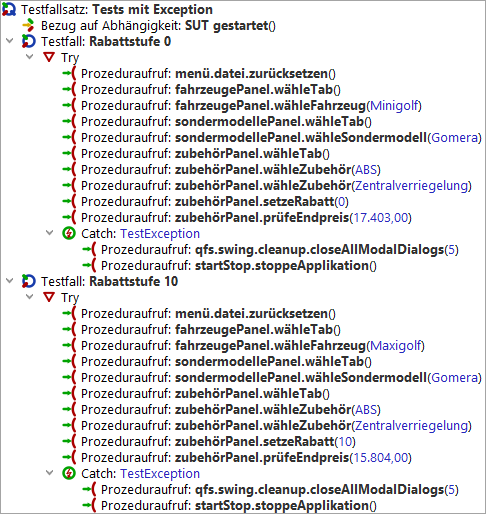 Testfallsatz: Tests mit Exception
Bezug auf Abhängigkeit: SUT gestartet()
Testfall: Rabattstufe 0
Try
Prozeduraufruf: menü.datei.zurücksetzen()
Prozeduraufruf: fahrzeugePanel.wähleTab()
Prozeduraufruf: fahrzeugePanel.wähleFahrzeug(Minigolf)
Prozeduraufruf: sondermodellePanel.wähleTab()
Prozeduraufruf: sondermodellePanel.wähleSondermodell(Gomera)
Prozeduraufruf: zubehörPanel.wähleTab()
Prozeduraufruf: zubehörPanel.wähleZubehör(ABS)
Prozeduraufruf: zubehörPanel.wähleZubehör(Zentralverriegelung)
Prozeduraufruf: zubehörPanel.setzeRabatt(0)
Prozeduraufruf: zubehörPanel.prüfeEndpreis(17.403,00)
Catch: TestException
Prozeduraufruf: qfs.swing.cleanup.closeAllModalDialogs(5)
Prozeduraufruf: startStop.stoppeApplikation()
Testfall: Rabattstufe 10
Try
Prozeduraufruf: menü.datei.zurücksetzen()
Prozeduraufruf: fahrzeugePanel.wähleTab()
Prozeduraufruf: fahrzeugePanel.wähleFahrzeug(Maxigolf)
Prozeduraufruf: sondermodellePanel.wähleTab()
Prozeduraufruf: sondermodellePanel.wähleSondermodell(Gomera)
Prozeduraufruf: zubehörPanel.wähleTab()
Prozeduraufruf: zubehörPanel.wähleZubehör(ABS)
Prozeduraufruf: zubehörPanel.wähleZubehör(Zentralverriegelung)
Prozeduraufruf: zubehörPanel.setzeRabatt(10)
Prozeduraufruf: zubehörPanel.prüfeEndpreis(15.804,00)
Catch: TestException
Prozeduraufruf: qfs.swing.cleanup.closeAllModalDialogs(5)
Prozeduraufruf: startStop.stoppeApplikation()